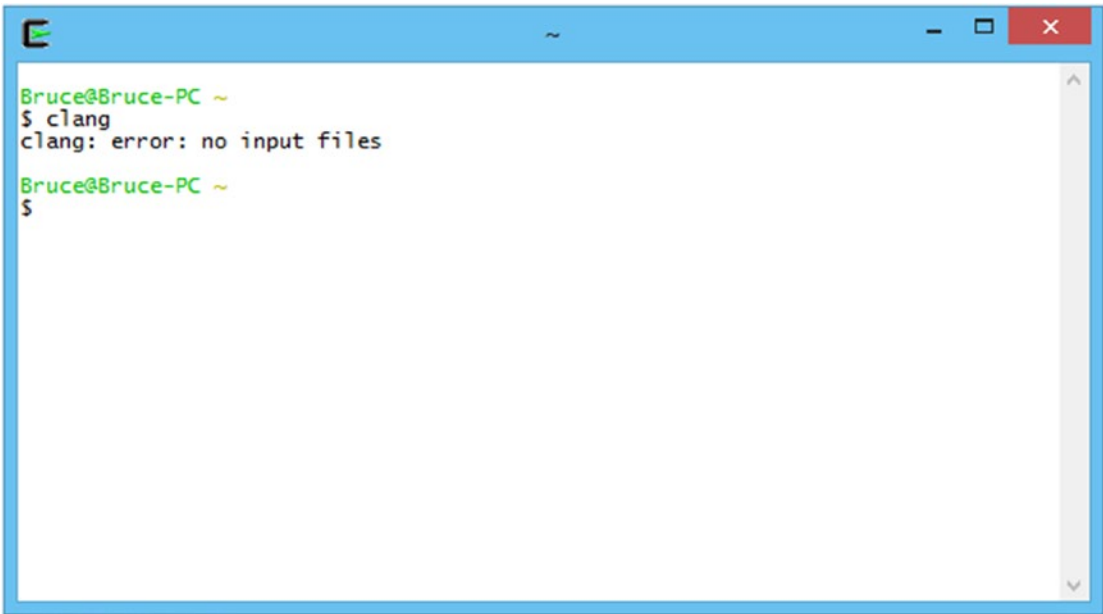 ~
Bruce@Bruce-PC ~
$ clang
clang: error: no input files
Bruce@Bruce-PC ~
$